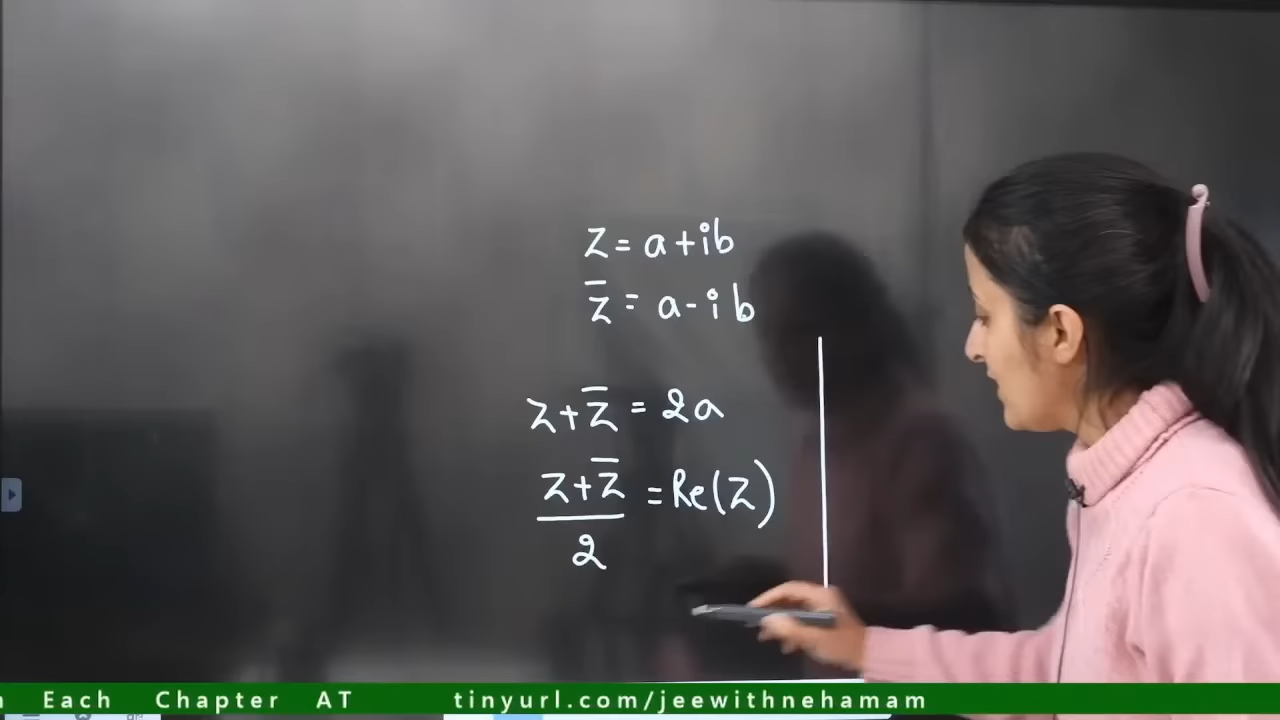 z = a + ib
z̅ = a - ib
z + z̅ = 2a
z + z̅
2
= Re(z)
Each Chapter AT tinyurl.com/jeewithnehamam